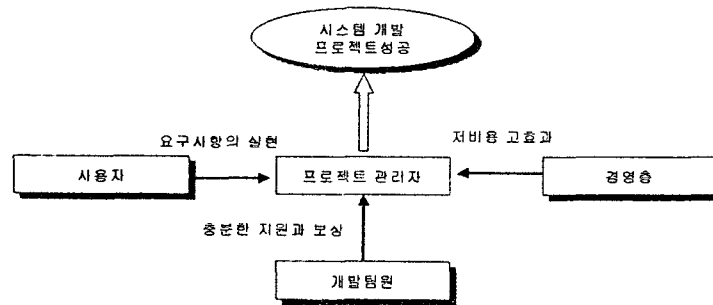 시스템 개발
프로젝트성공
요구사항의 실현
저비용 고효과
사용자
프로젝트 관리자
경영층
충분한 지원과 보상
개발팀원